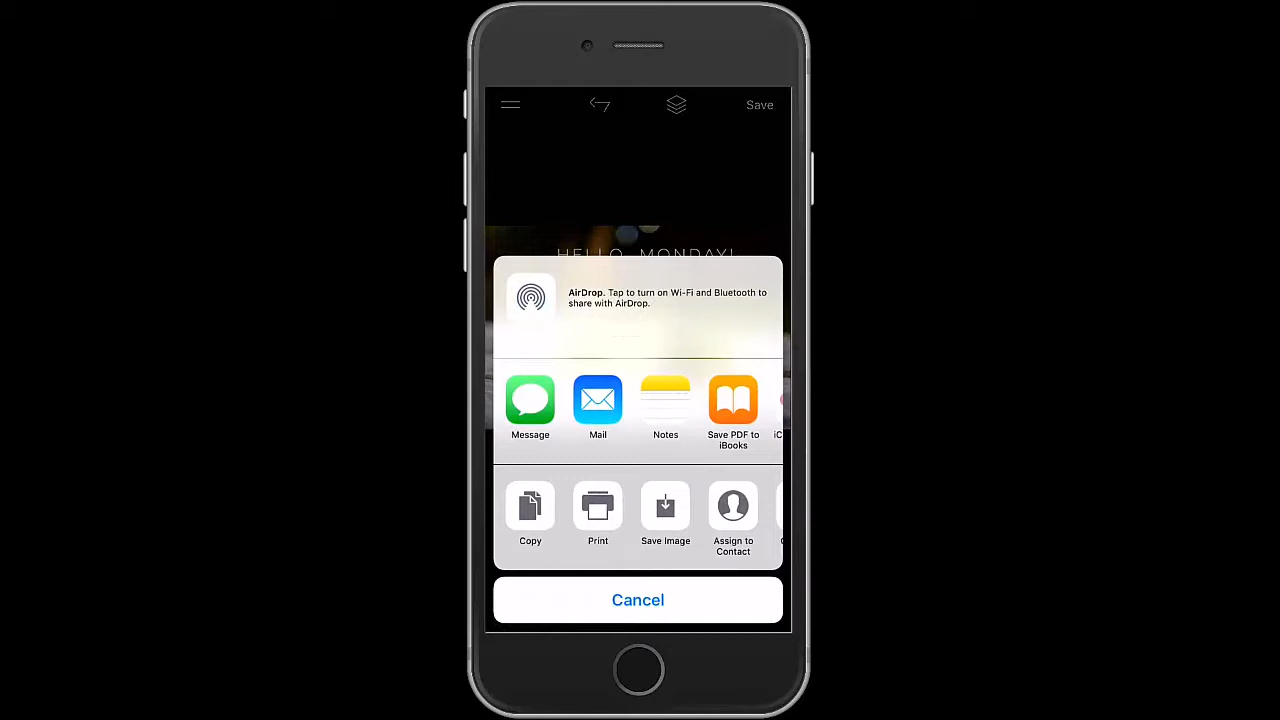 Save
HELLO, MONDAY!
AirDrop. Tap to turn on Wi-Fi and Bluetooth to
share with AirDrop.
Message
Mail
Notes
Save PDF to
iBooks
Copy
Print
Save Image
Assign to
Contact
Cancel